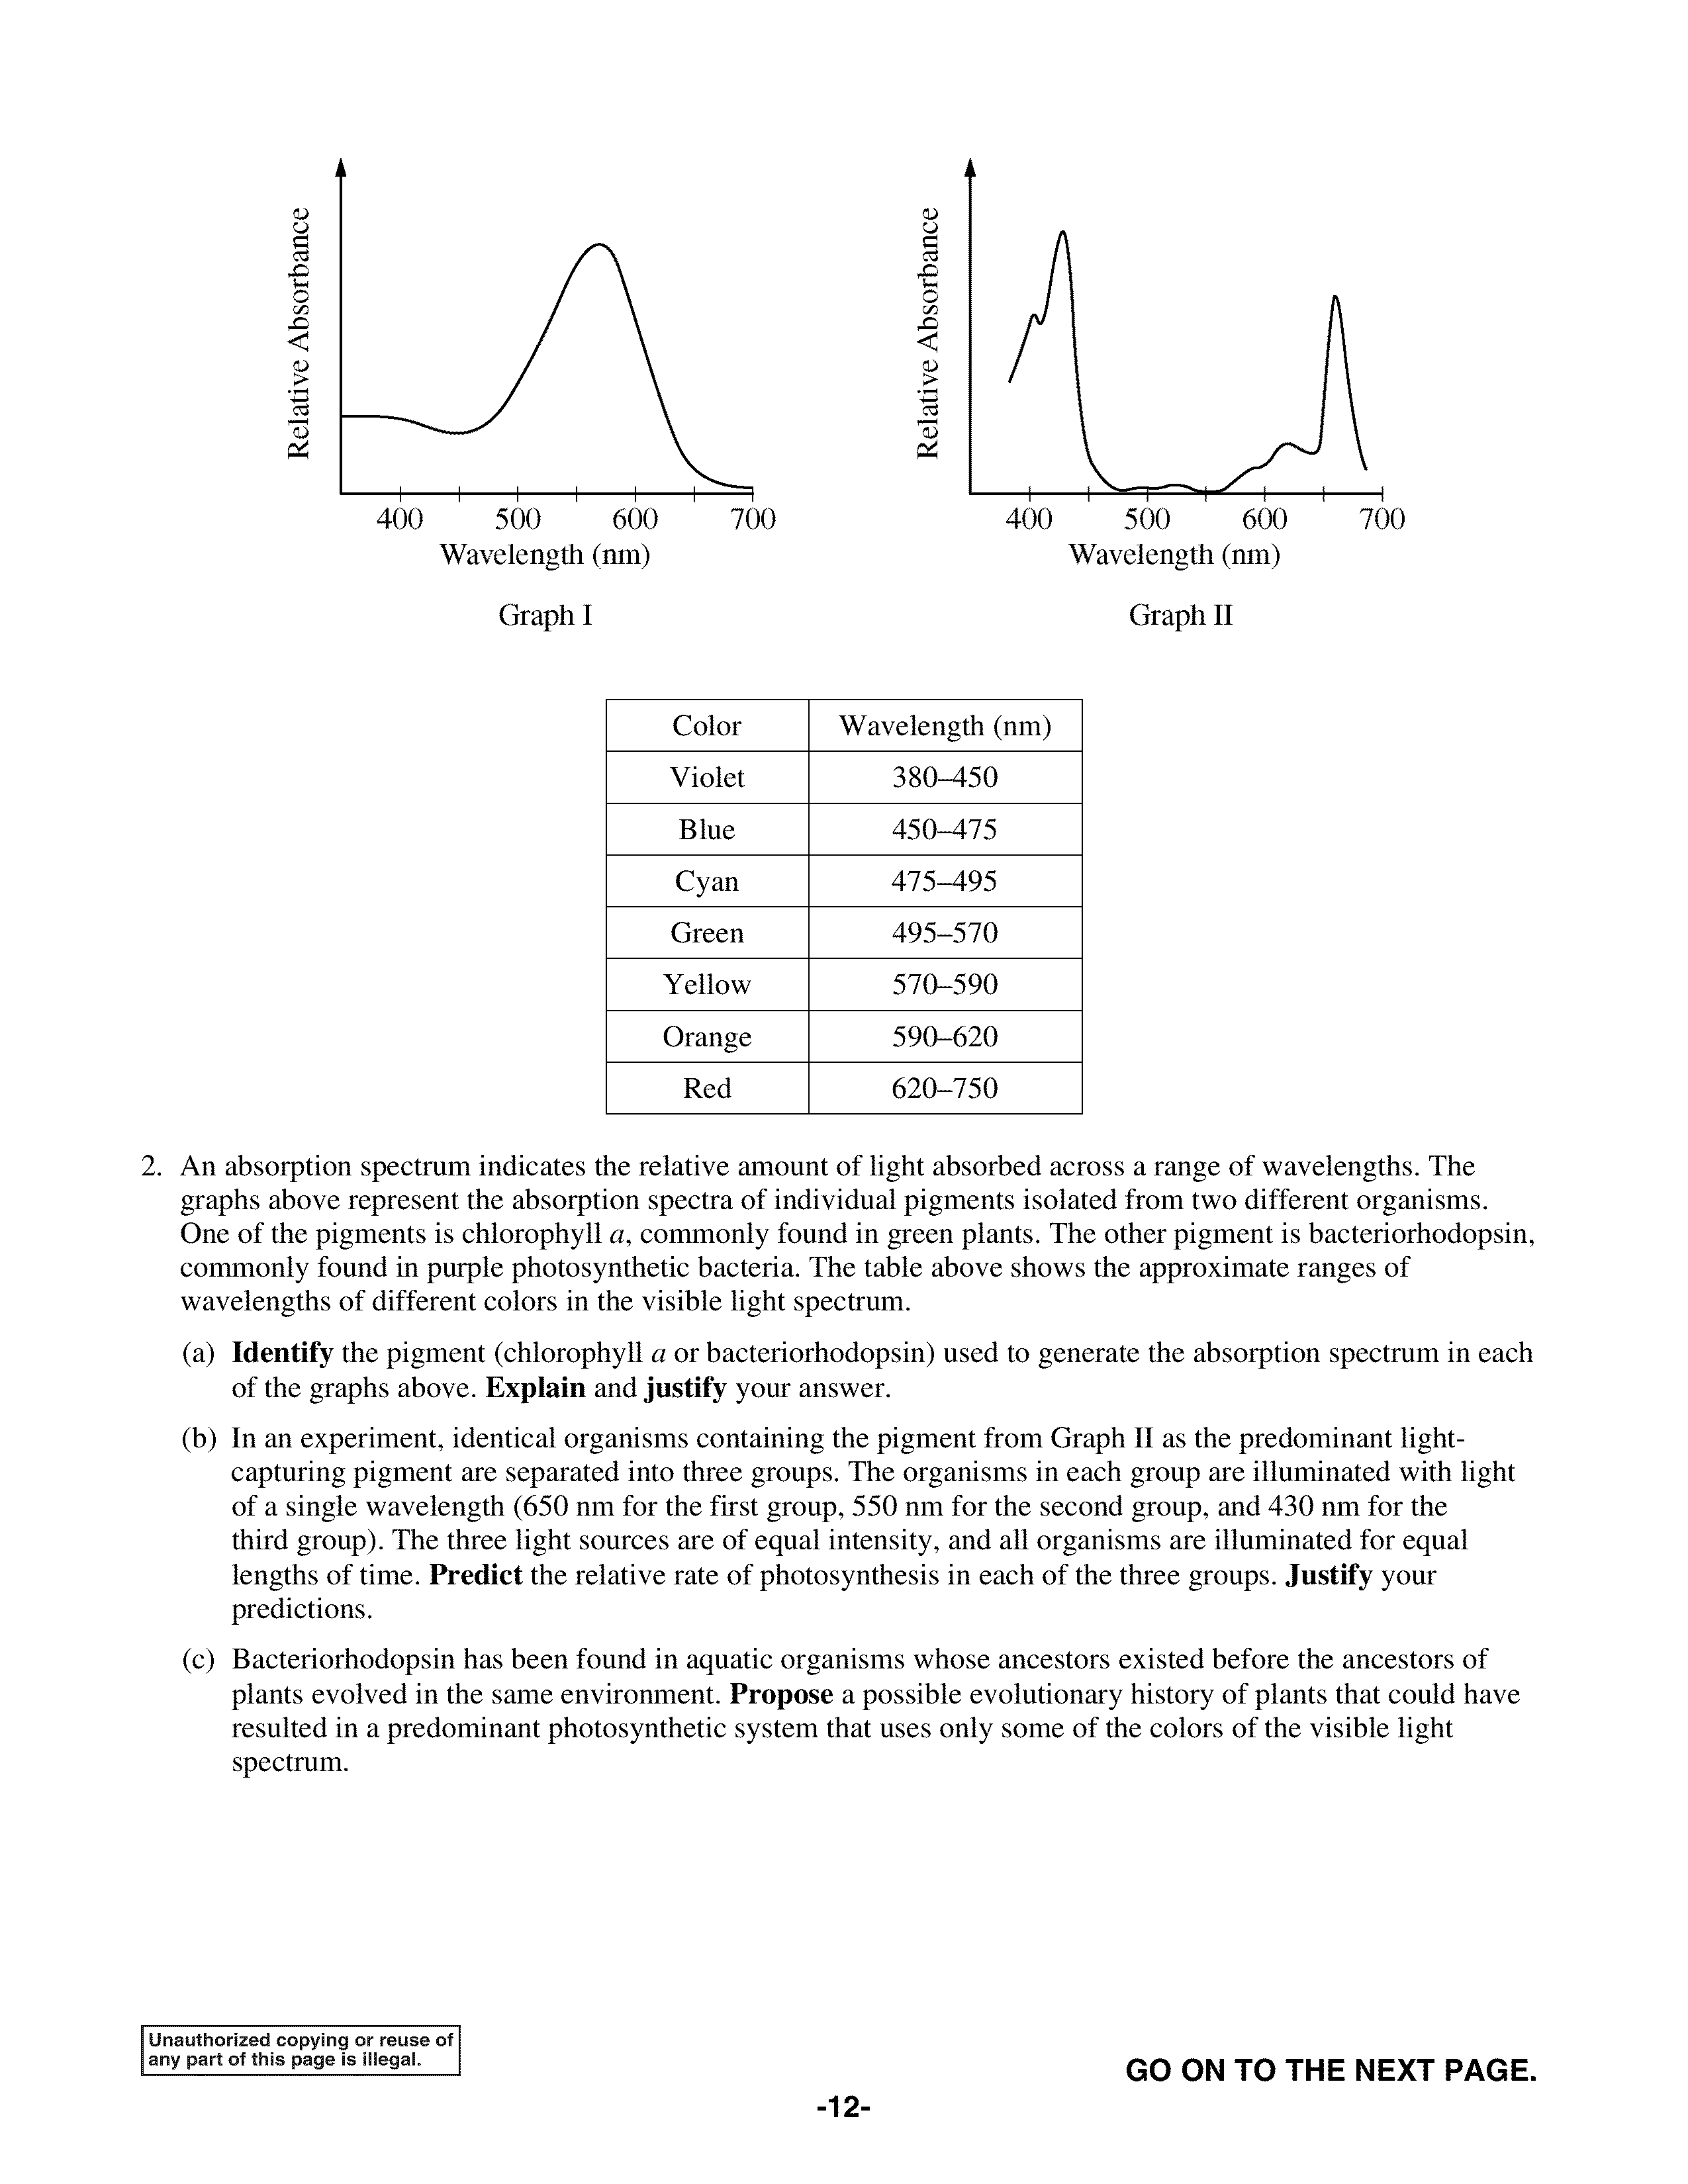 Relative Absorbance
400 500 600 700
Wavelength (nm)
Graph I
Relative Absorbance
400 500 600 700
Wavelength (nm)
Graph II
Color Wavelength (nm)
Violet 380–450
Blue 450–475
Cyan 475–495
Green 495–570
Yellow 570–590
Orange 590–620
Red 620–750
2. An absorption spectrum indicates the relative amount of light absorbed across a range of wavelengths. The
graphs above represent the absorption spectra of individual pigments isolated from two different organisms.
One of the pigments is chlorophyll a, commonly found in green plants. The other pigment is bacteriorhodopsin,
commonly found in purple photosynthetic bacteria. The table above shows the approximate ranges of
wavelengths of different colors in the visible light spectrum.
(a) Identify the pigment (chlorophyll a or bacteriorhodopsin) used to generate the absorption spectrum in each
of the graphs above. Explain and justify your answer.
(b) In an experiment, identical organisms containing the pigment from Graph II as the predominant light-
capturing pigment are separated into three groups. The organisms in each group are illuminated with light
of a single wavelength (650 nm for the first group, 550 nm for the second group, and 430 nm for the
third group). The three light sources are of equal intensity, and all organisms are illuminated for equal
lengths of time. Predict the relative rate of photosynthesis in each of the three groups. Justify your
predictions.
(c) Bacteriorhodopsin has been found in aquatic organisms whose ancestors existed before the ancestors of
plants evolved in the same environment. Propose a possible evolutionary history of plants that could have
resulted in a predominant photosynthetic system that uses only some of the colors of the visible light
spectrum.
Unauthorized copying or reuse of
any part of this page is illegal.
GO ON TO THE NEXT PAGE.
-12-